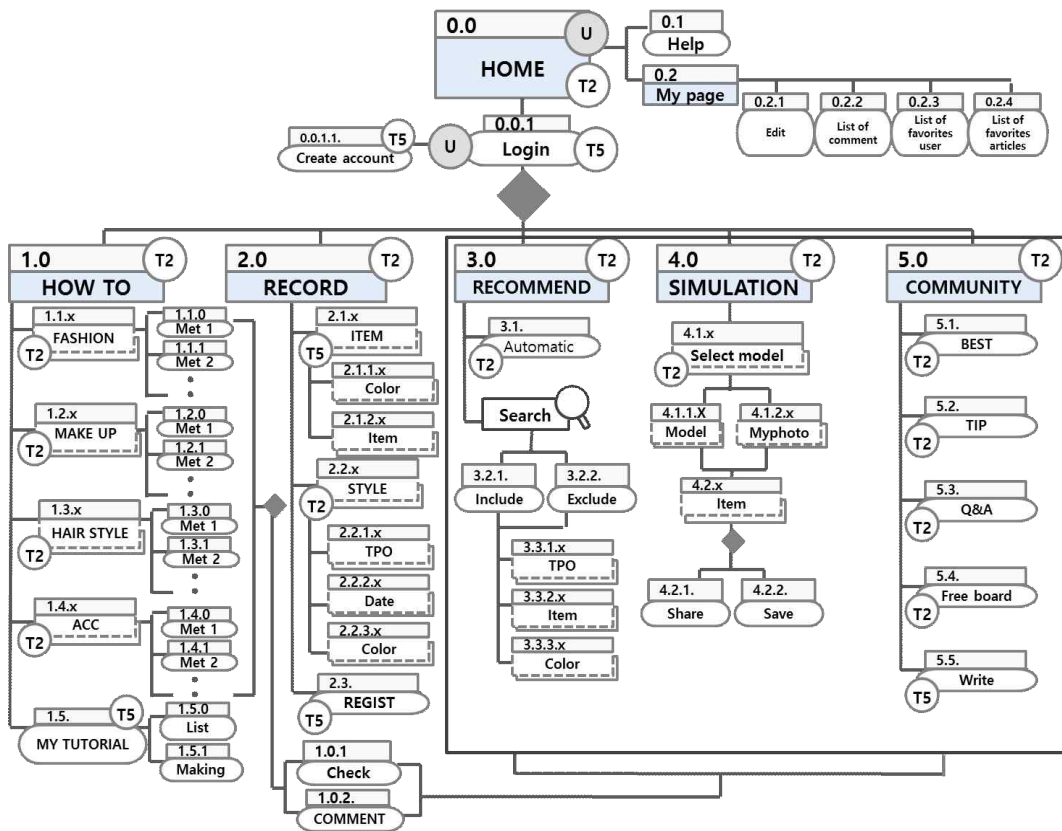 0.0
U
HOME
T2
0.1
Help
0.2
My page
0.2.1
Edit
0.2.2
List of
comment
0.2.3
List of
favorites
user
0.2.4
List of
favorites
articles
0.0.1
Login
T5
U
0.0.1.1.
T5
Create account
1.0
T2
HOW TO
1.1.x
FASHION
T2
1.1.0
Met 1
1.1.1
Met 2
1.2.x
MAKE UP
T2
1.2.0
Met 1
1.2.1
Met 2
1.3.x
HAIR STYLE
T2
1.3.0
Met 1
1.3.1
Met 2
1.4.x
ACC
T2
1.4.0
Met 1
1.4.1
Met 2
1.5.
T5
MY TUTORIAL
1.5.0
List
1.5.1
Making
2.0
T2
RECORD
2.1.x
ITEM
T5
2.1.1.x
Color
2.1.2.x
Item
2.2.x
STYLE
T2
2.2.1.x
TPO
2.2.2.x
Date
2.2.3.x
Color
2.3.
REGIST
T5
1.0.1
Check
1.0.2.
COMMENT
3.0
T2
RECOMMEND
3.1.
Automatic
T2
Search
3.2.1.
Include
3.2.2.
Exclude
3.3.1.x
TPO
3.3.2.x
Item
3.3.3.x
Color
4.0
T2
SIMULATION
4.1.x
Select model
T2
4.1.1.X
Model
4.1.2.x
Myphoto
4.2.x
Item
4.2.1.
Share
4.2.2.
Save
5.0
T2
COMMUNITY
5.1.
BEST
T2
5.2.
TIP
T2
5.3.
Q&A
T2
5.4.
Free board
T2
5.5.
Write
T5